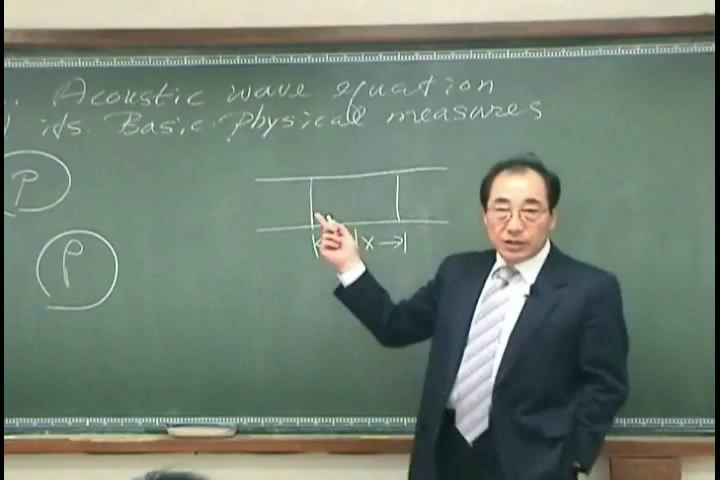 Acoustic wave equation
its Basic Physical measures
P
ρ
x